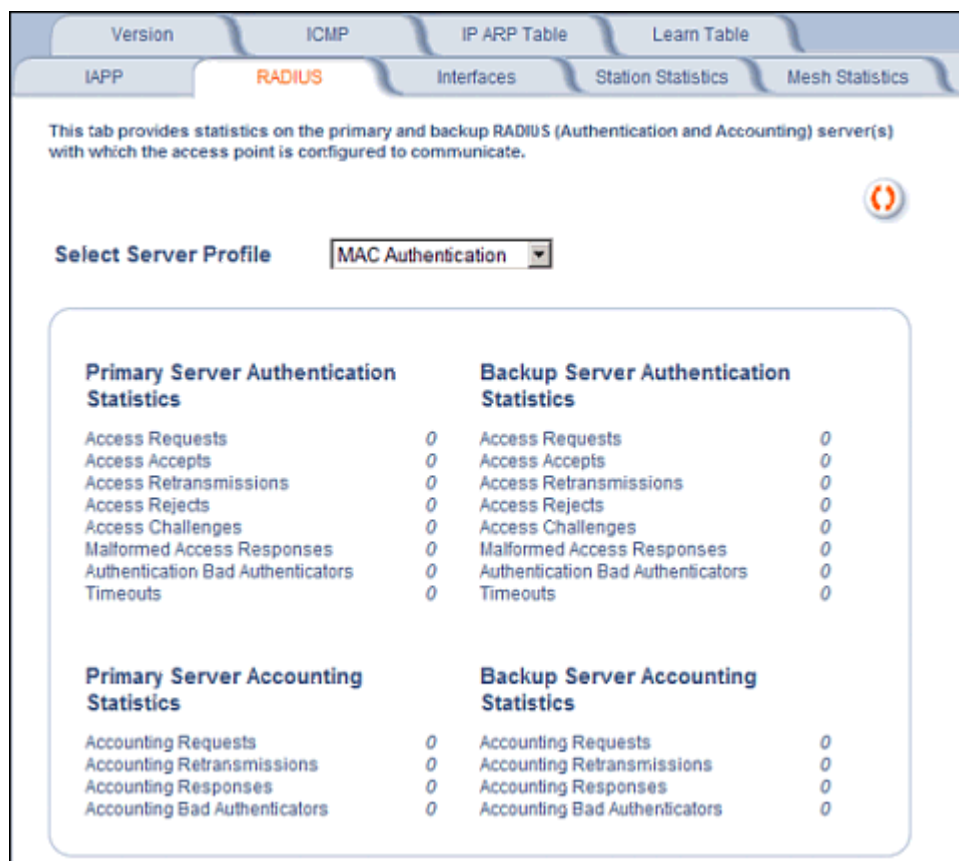 Version ICMP IP ARP Table Learn Table
IAPP RADIUS Interfaces Station Statistics Mesh Statistics
This tab provides statistics on the primary and backup RADIUS (Authentication and Accounting) server(s)
with which the access point is configured to communicate.
Select Server Profile MAC Authentication
Primary Server Authentication
Statistics
Access Requests 0
Access Accepts 0
Access Retransmissions 0
Access Rejects 0
Access Challenges 0
Malformed Access Responses 0
Authentication Bad Authenticators 0
Timeouts 0
Backup Server Authentication
Statistics
Access Requests 0
Access Accepts 0
Access Retransmissions 0
Access Rejects 0
Access Challenges 0
Malformed Access Responses 0
Authentication Bad Authenticators 0
Timeouts 0
Primary Server Accounting
Statistics
Accounting Requests 0
Accounting Retransmissions 0
Accounting Responses 0
Accounting Bad Authenticators 0
Backup Server Accounting
Statistics
Accounting Requests 0
Accounting Retransmissions 0
Accounting Responses 0
Accounting Bad Authenticators 0